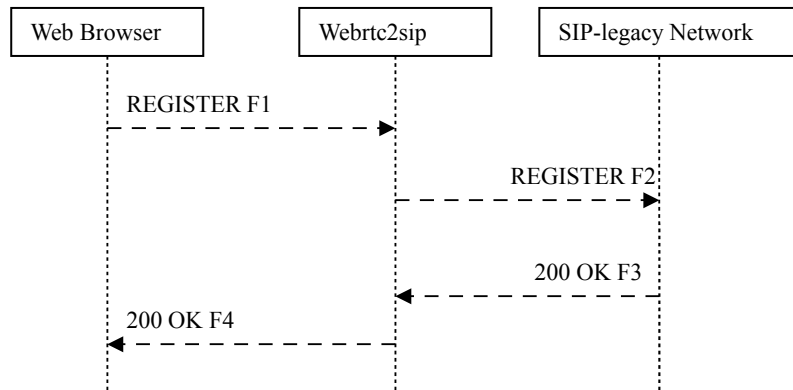 Web Browser
Webrtc2sip
SIP-legacy Network
REGISTER F1
REGISTER F2
200 OK F3
200 OK F4